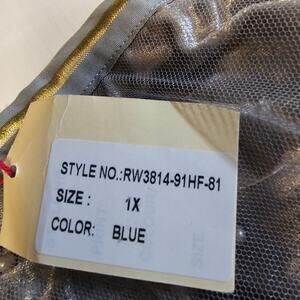 STYLE NO.:RW3814-91HF-81
SIZE : 1X
COLOR: BLUE